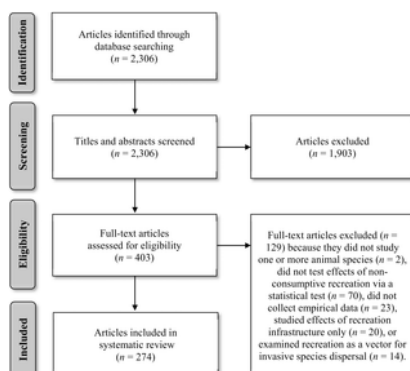 Identification
Articles identified through
database searching
(n = 2,306)
Screening
Titles and abstracts screened
(n = 2,306)
Articles excluded
(n = 1,903)
Eligibility
Full-text articles
assessed for eligibility
(n = 403)
Full-text articles excluded (n =
129) because they did not study
one or more animal species (n = 2),
did not test effects of non-
consumptive recreation via a
statistical test (n = 70), did not
collect empirical data (n = 23),
studied effects of recreation
infrastructure only (n = 20), or
examined recreation as a vector for
invasive species dispersal (n = 14).
Included
Articles included in
systematic review
(n = 274)